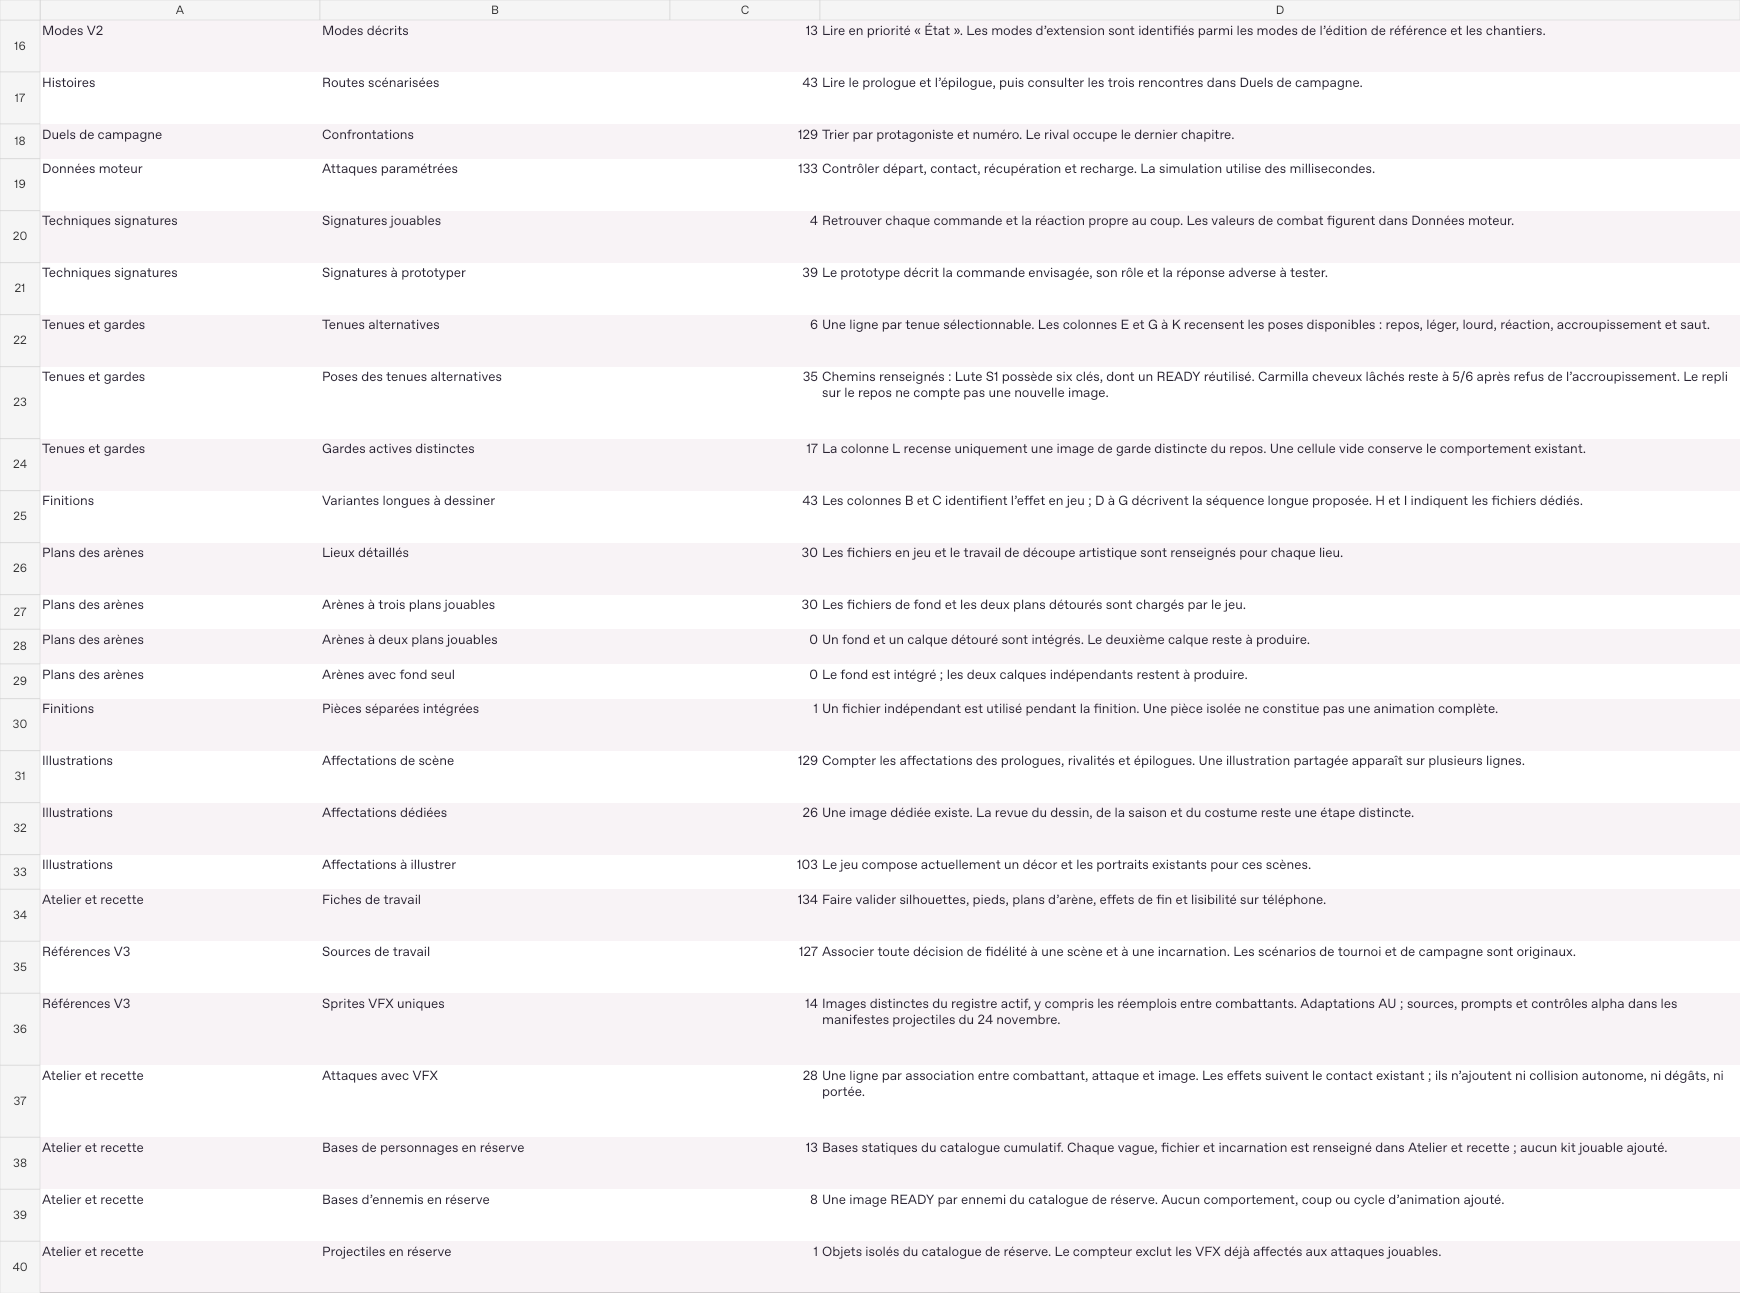 A B C D
16 Modes V2 Modes décrits 13 Lire en priorité « État ». Les modes d’extension sont identifiés parmi les modes de l’édition de référence et les chantiers.
17 Histoires Routes scénarisées 43 Lire le prologue et l’épilogue, puis consulter les trois rencontres dans Duels de campagne.
18 Duels de campagne Confrontations 129 Trier par protagoniste et numéro. Le rival occupe le dernier chapitre.
19 Données moteur Attaques paramétrées 133 Contrôler départ, contact, récupération et recharge. La simulation utilise des millisecondes.
20 Techniques signatures Signatures jouables 4 Retrouver chaque commande et la réaction propre au coup. Les valeurs de combat figurent dans Données moteur.
21 Techniques signatures Signatures à prototyper 39 Le prototype décrit la commande envisagée, son rôle et la réponse adverse à tester.
22 Tenues et gardes Tenues alternatives 6 Une ligne par tenue sélectionnable. Les colonnes E et G à K recensent les poses disponibles : repos, léger, lourd, réaction, accroupissement et saut.
23 Tenues et gardes Poses des tenues alternatives 35 Chemins renseignés : Lute S1 possède six clés, dont un READY réutilisé. Carmilla cheveux lâchés reste à 5/6 après refus de l’accroupissement. Le repli
sur le repos ne compte pas une nouvelle image.
24 Tenues et gardes Gardes actives distinctes 17 La colonne L recense uniquement une image de garde distincte du repos. Une cellule vide conserve le comportement existant.
25 Finitions Variantes longues à dessiner 43 Les colonnes B et C identifient l’effet en jeu ; D à G décrivent la séquence longue proposée. H et I indiquent les fichiers dédiés.
26 Plans des arènes Lieux détaillés 30 Les fichiers en jeu et le travail de découpe artistique sont renseignés pour chaque lieu.
27 Plans des arènes Arènes à trois plans jouables 30 Les fichiers de fond et les deux plans détourés sont chargés par le jeu.
28 Plans des arènes Arènes à deux plans jouables 0 Un fond et un calque détouré sont intégrés. Le deuxième calque reste à produire.
29 Plans des arènes Arènes avec fond seul 0 Le fond est intégré ; les deux calques indépendants restent à produire.
30 Finitions Pièces séparées intégrées 1 Un fichier indépendant est utilisé pendant la finition. Une pièce isolée ne constitue pas une animation complète.
31 Illustrations Affectations de scène 129 Compter les affectations des prologues, rivalités et épilogues. Une illustration partagée apparaît sur plusieurs lignes.
32 Illustrations Affectations dédiées 26 Une image dédiée existe. La revue du dessin, de la saison et du costume reste une étape distincte.
33 Illustrations Affectations à illustrer 103 Le jeu compose actuellement un décor et les portraits existants pour ces scènes.
34 Atelier et recette Fiches de travail 134 Faire valider silhouettes, pieds, plans d’arène, effets de fin et lisibilité sur téléphone.
35 Références V3 Sources de travail 127 Associer toute décision de fidélité à une scène et à une incarnation. Les scénarios de tournoi et de campagne sont originaux.
36 Références V3 Sprites VFX uniques 14 Images distinctes du registre actif, y compris les réemplois entre combattants. Adaptations AU ; sources, prompts et contrôles alpha dans les
manifestes projectiles du 24 novembre.
37 Atelier et recette Attaques avec VFX 28 Une ligne par association entre combattant, attaque et image. Les effets suivent le contact existant ; ils n’ajoutent ni collision autonome, ni dégâts, ni
portée.
38 Atelier et recette Bases de personnages en réserve 13 Bases statiques du catalogue cumulatif. Chaque vague, fichier et incarnation est renseigné dans Atelier et recette ; aucun kit jouable ajouté.
39 Atelier et recette Bases d’ennemis en réserve 8 Une image READY par ennemi du catalogue de réserve. Aucun comportement, coup ou cycle d’animation ajouté.
40 Atelier et recette Projectiles en réserve 1 Objets isolés du catalogue de réserve. Le compteur exclut les VFX déjà affectés aux attaques jouables.